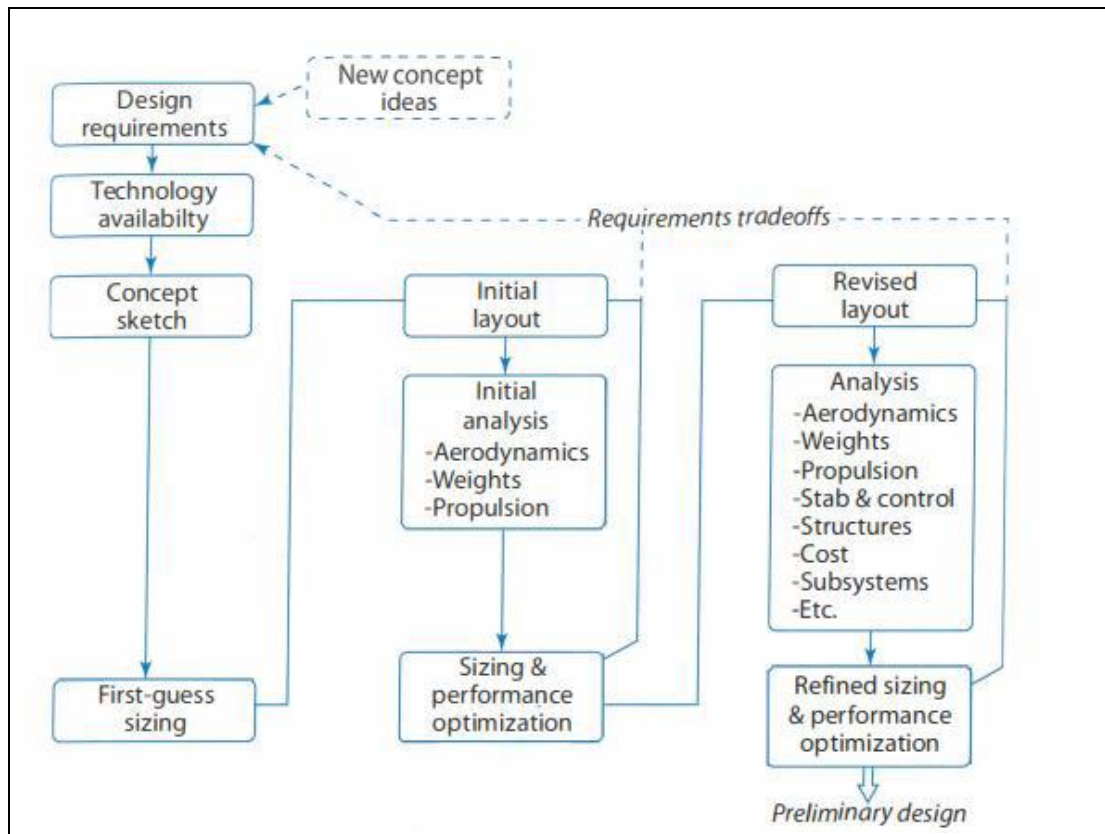 New concept
ideas
Design
requirements
Technology
availabilty
Requirements tradeoffs
Concept
sketch
First-guess
sizing
Initial
layout
Initial
analysis
-Aerodynamics
-Weights
-Propulsion
Sizing &
performance
optimization
Revised
layout
Analysis
-Aerodynamics
-Weights
-Propulsion
-Stab & control
-Structures
-Cost
-Subsystems
-Etc.
Refined sizing
& performance
optimization
Preliminary design